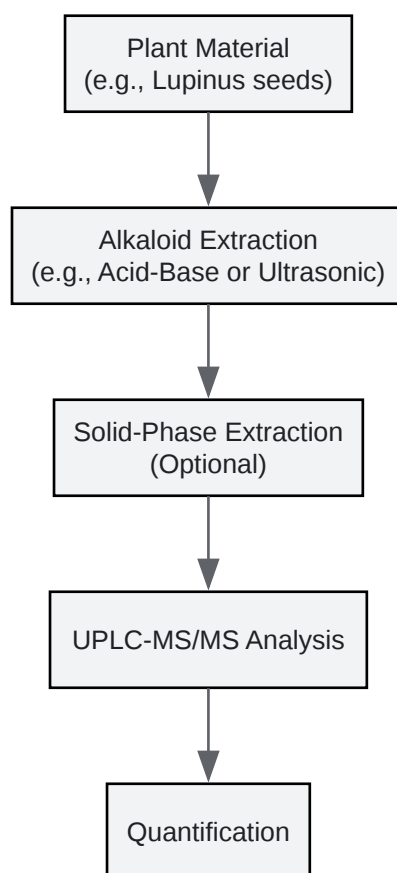 Plant Material
(e.g., Lupinus seeds)
Alkaloid Extraction
(e.g., Acid-Base or Ultrasonic)
Solid-Phase Extraction
(Optional)
UPLC-MS/MS Analysis
Quantification